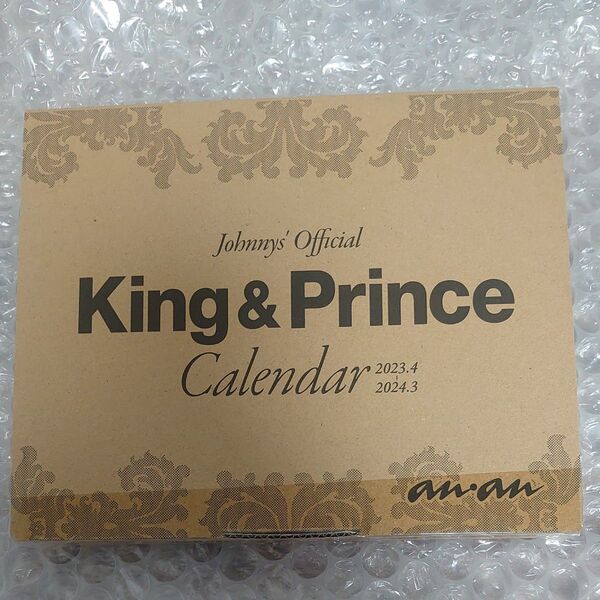 Johnnys' Official
King & Prince
Calendar 2023.4
2024.3
an・an